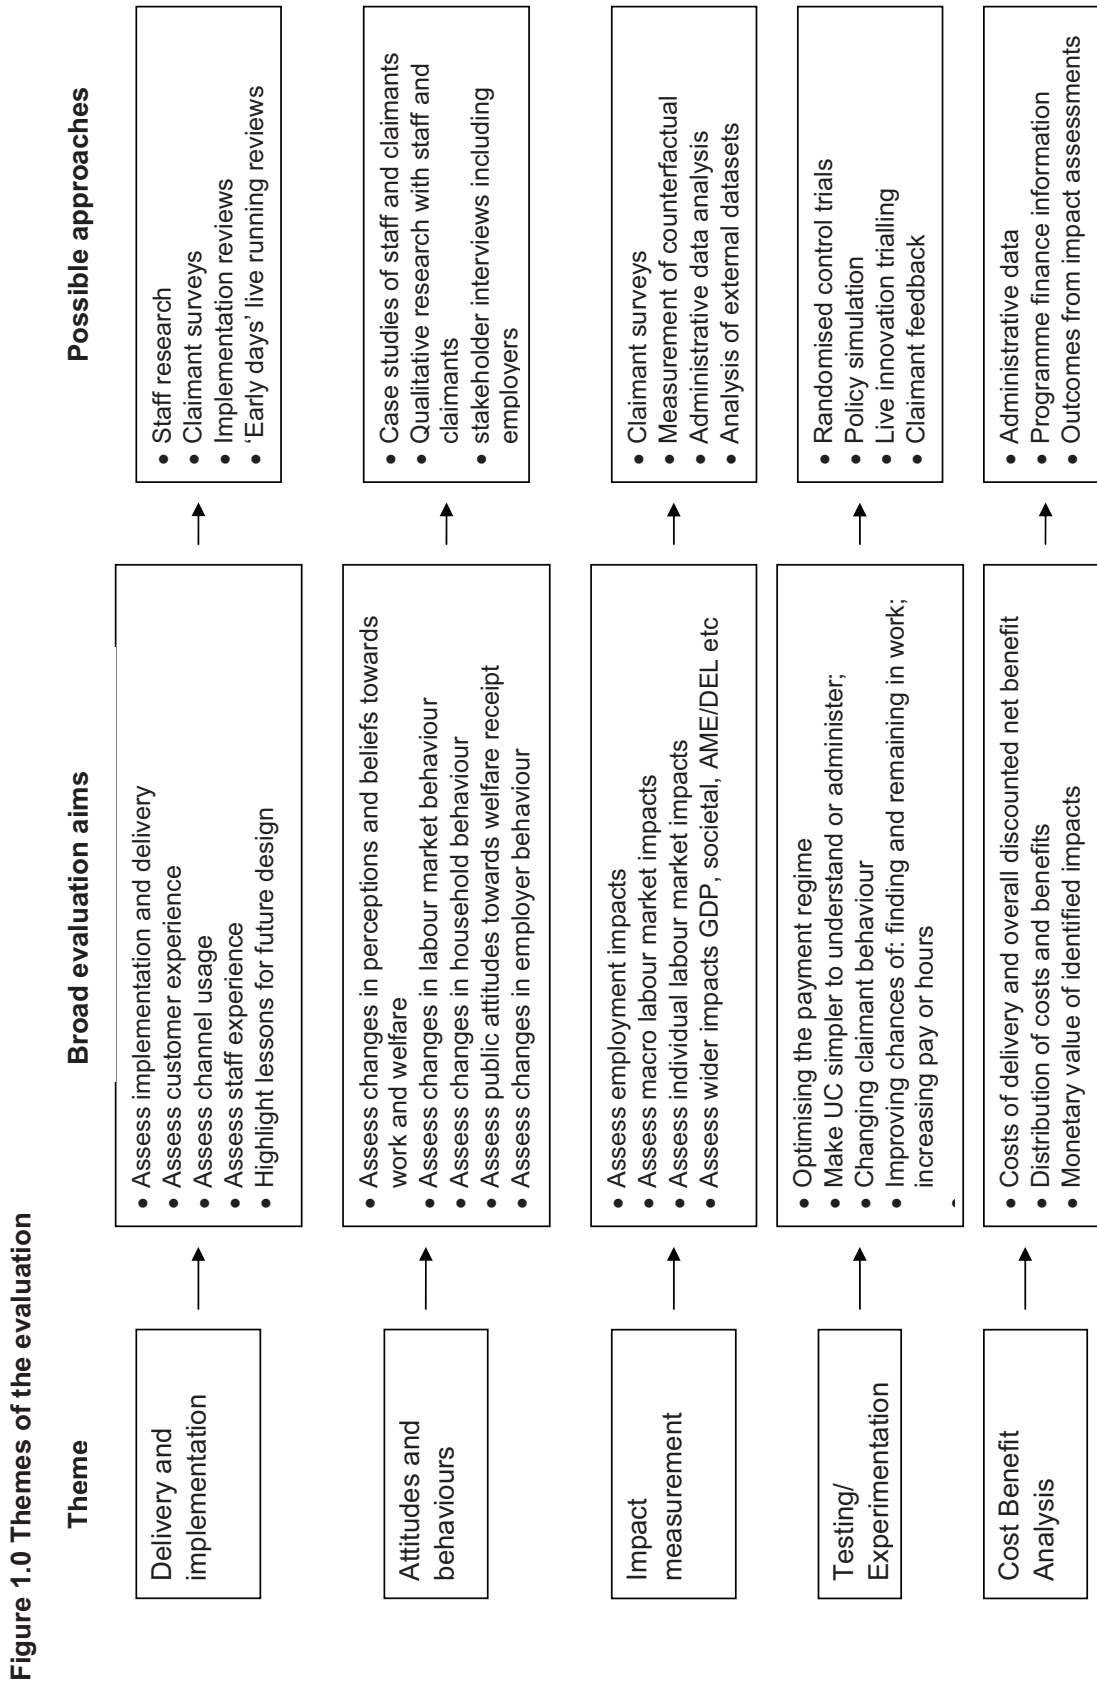 Figure 1.0 Themes of the evaluation
Theme
Broad evaluation aims
Possible approaches
Delivery and
implementation
• Assess implementation and delivery
• Assess customer experience
• Assess channel usage
• Assess staff experience
• Highlight lessons for future design
• Staff research
• Claimant surveys
• Implementation reviews
• 'Early days' live running reviews
Attitudes and
behaviours
• Assess changes in perceptions and beliefs towards
work and welfare
• Assess changes in labour market behaviour
• Assess changes in household behaviour
• Assess public attitudes towards welfare receipt
• Assess changes in employer behaviour
• Case studies of staff and claimants
• Qualitative research with staff and
claimants
• stakeholder interviews including
employers
Impact
measurement
• Assess employment impacts
• Assess macro labour market impacts
• Assess individual labour market impacts
• Assess wider impacts GDP, societal, AME/DEL etc
• Claimant surveys
• Measurement of counterfactual
• Administrative data analysis
• Analysis of external datasets
Testing/
Experimentation
• Optimising the payment regime
• Make UC simpler to understand or administer;
• Changing claimant behaviour
• Improving chances of: finding and remaining in work;
increasing pay or hours
• Randomised control trials
• Policy simulation
• Live innovation trialling
• Claimant feedback
Cost Benefit
Analysis
• Costs of delivery and overall discounted net benefit
• Distribution of costs and benefits
• Monetary value of identified impacts
• Administrative data
• Programme finance information
• Outcomes from impact assessments